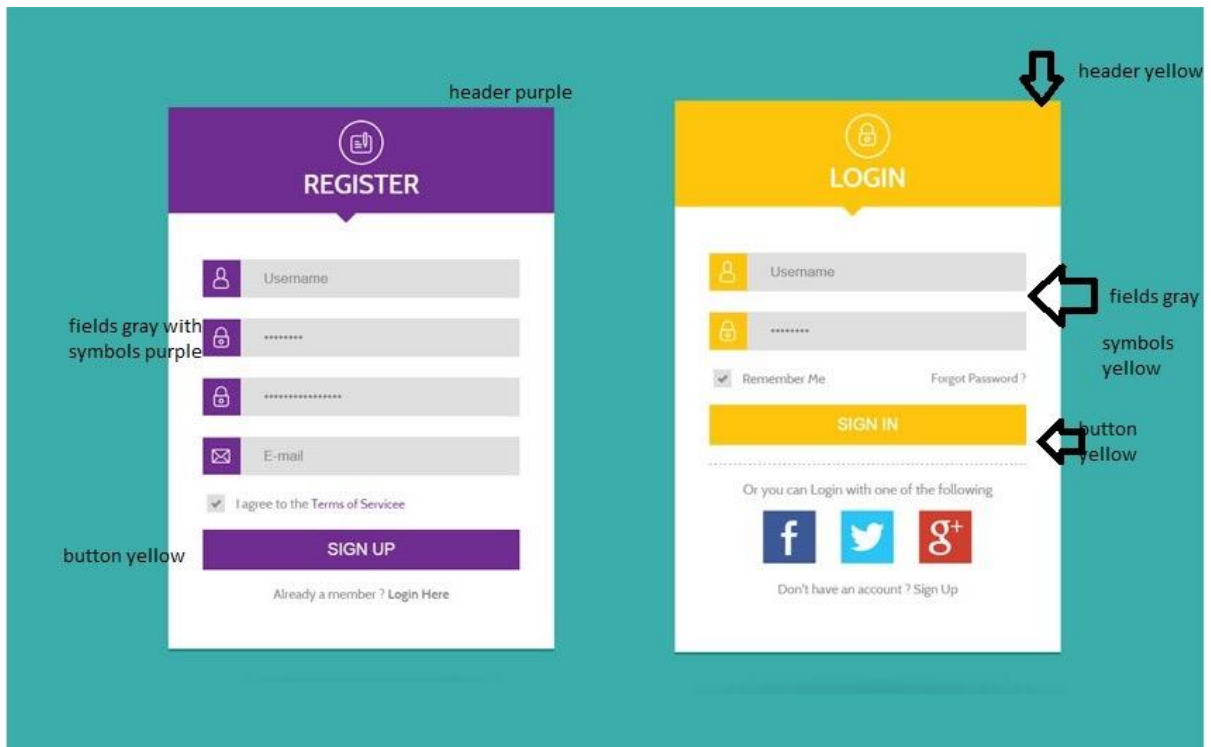 header purple
REGISTER
Username
••••••••
fields gray with
symbols purple
••••••••••••••••
E-mail
I agree to the Terms of Servicee
button yellow
SIGN UP
Already a member ? Login Here
header yellow
LOGIN
Username
fields gray
••••••••
symbols
yellow
Remember Me
Forgot Password ?
SIGN IN
button
yellow
Or you can Login with one of the following
f
g+
Don't have an account ? Sign Up